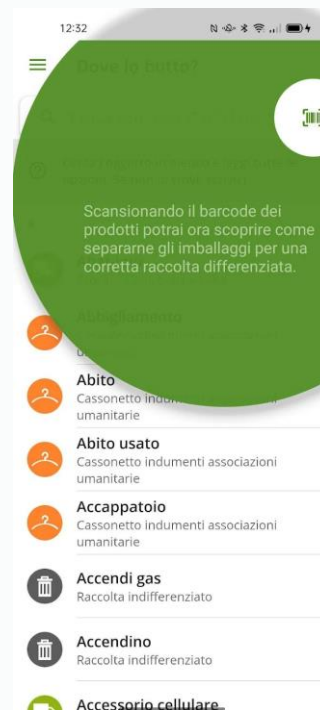 12:32
Dove lo butto?
Scansionando il barcode dei
prodotti potrai ora scoprire come
separarne gli imballaggi per una
corretta raccolta differenziata.
Abbigliamento
Abito
Cassonetto indumenti
umanitarie
Abito usato
Cassonetto indumenti associazioni
umanitarie
Accappatoio
Cassonetto indumenti associazioni
umanitarie
Accendi gas
Raccolta indifferenziato
Accendino
Raccolta indifferenziato
Accessorio cellulare